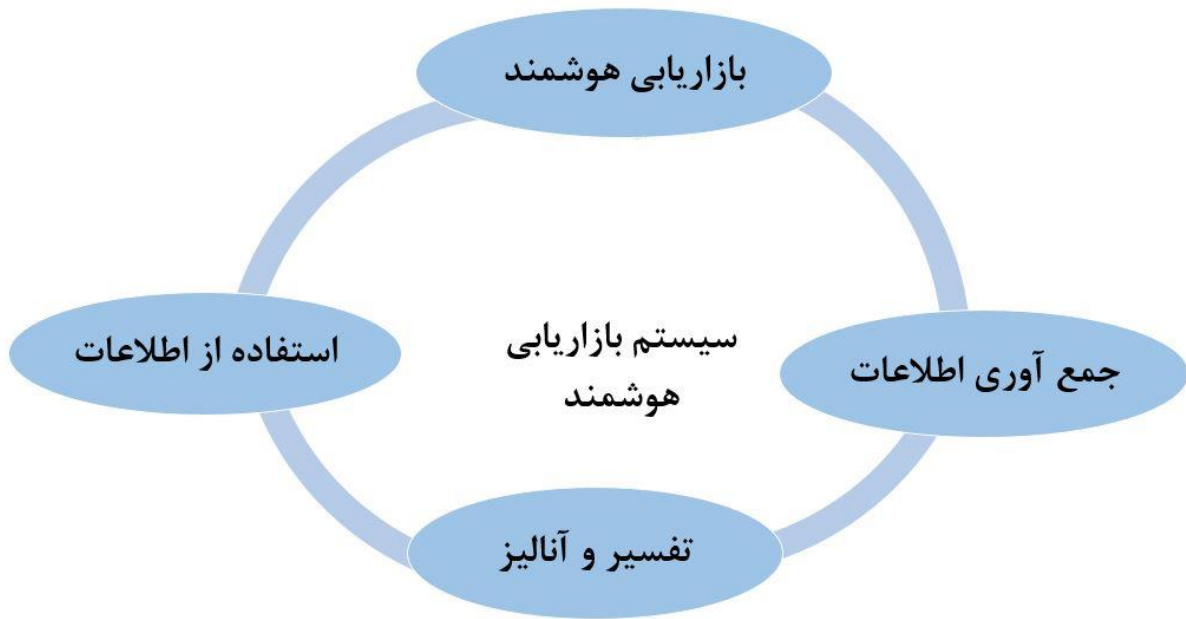 بازاریابی هوشمند
جمع آوری اطلاعات
سیستم بازاریابی
هوشمند
استفاده از اطلاعات
تفسیر و آنالیز